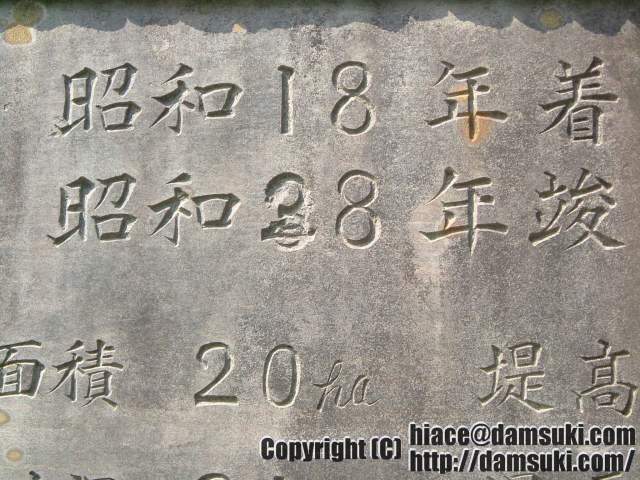 昭和18年着
昭和28年竣
面積 20ha 堤高
Copyright (C) hiace@damsuki.com
http://damsuki.com/